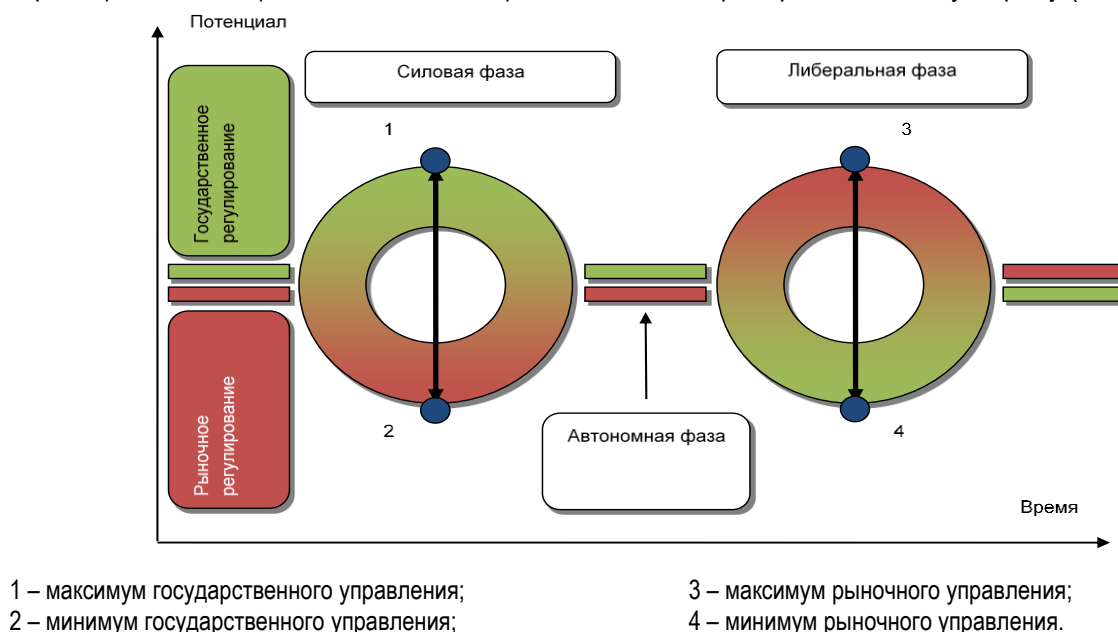 Потенциал
Силовая фаза
Либеральная фаза
Государственное
регулирование
1
3
2
4
Рыночное
регулирование
Автономная фаза
Время
1 – максимум государственного управления;
3 – максимум рыночного управления;
2 – минимум государственного управления;
4 – минимум рыночного управления.